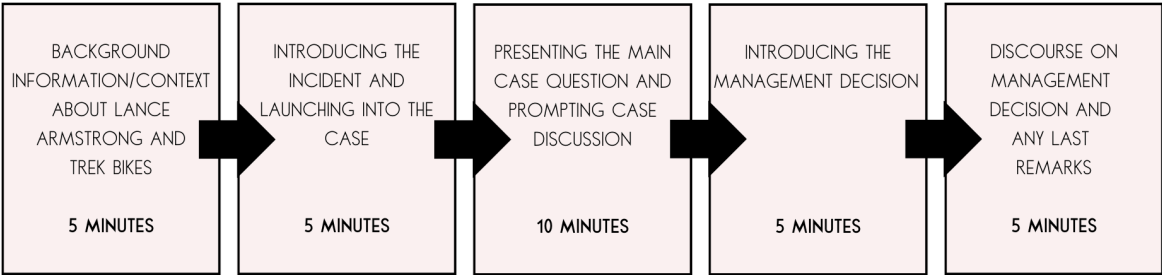 BACKGROUND
INFORMATION/CONTEXT
ABOUT LANCE
ARMSTRONG AND
TREK BIKES
5 MINUTES
INTRODUCING THE
INCIDENT AND
LAUNCHING INTO THE
CASE
5 MINUTES
PRESENTING THE MAIN
CASE QUESTION AND
PROMPTING CASE
DISCUSSION
10 MINUTES
INTRODUCING THE
MANAGEMENT DECISION
5 MINUTES
DISCOURSE ON
MANAGEMENT
DECISION AND
ANY LAST
REMARKS
5 MINUTES